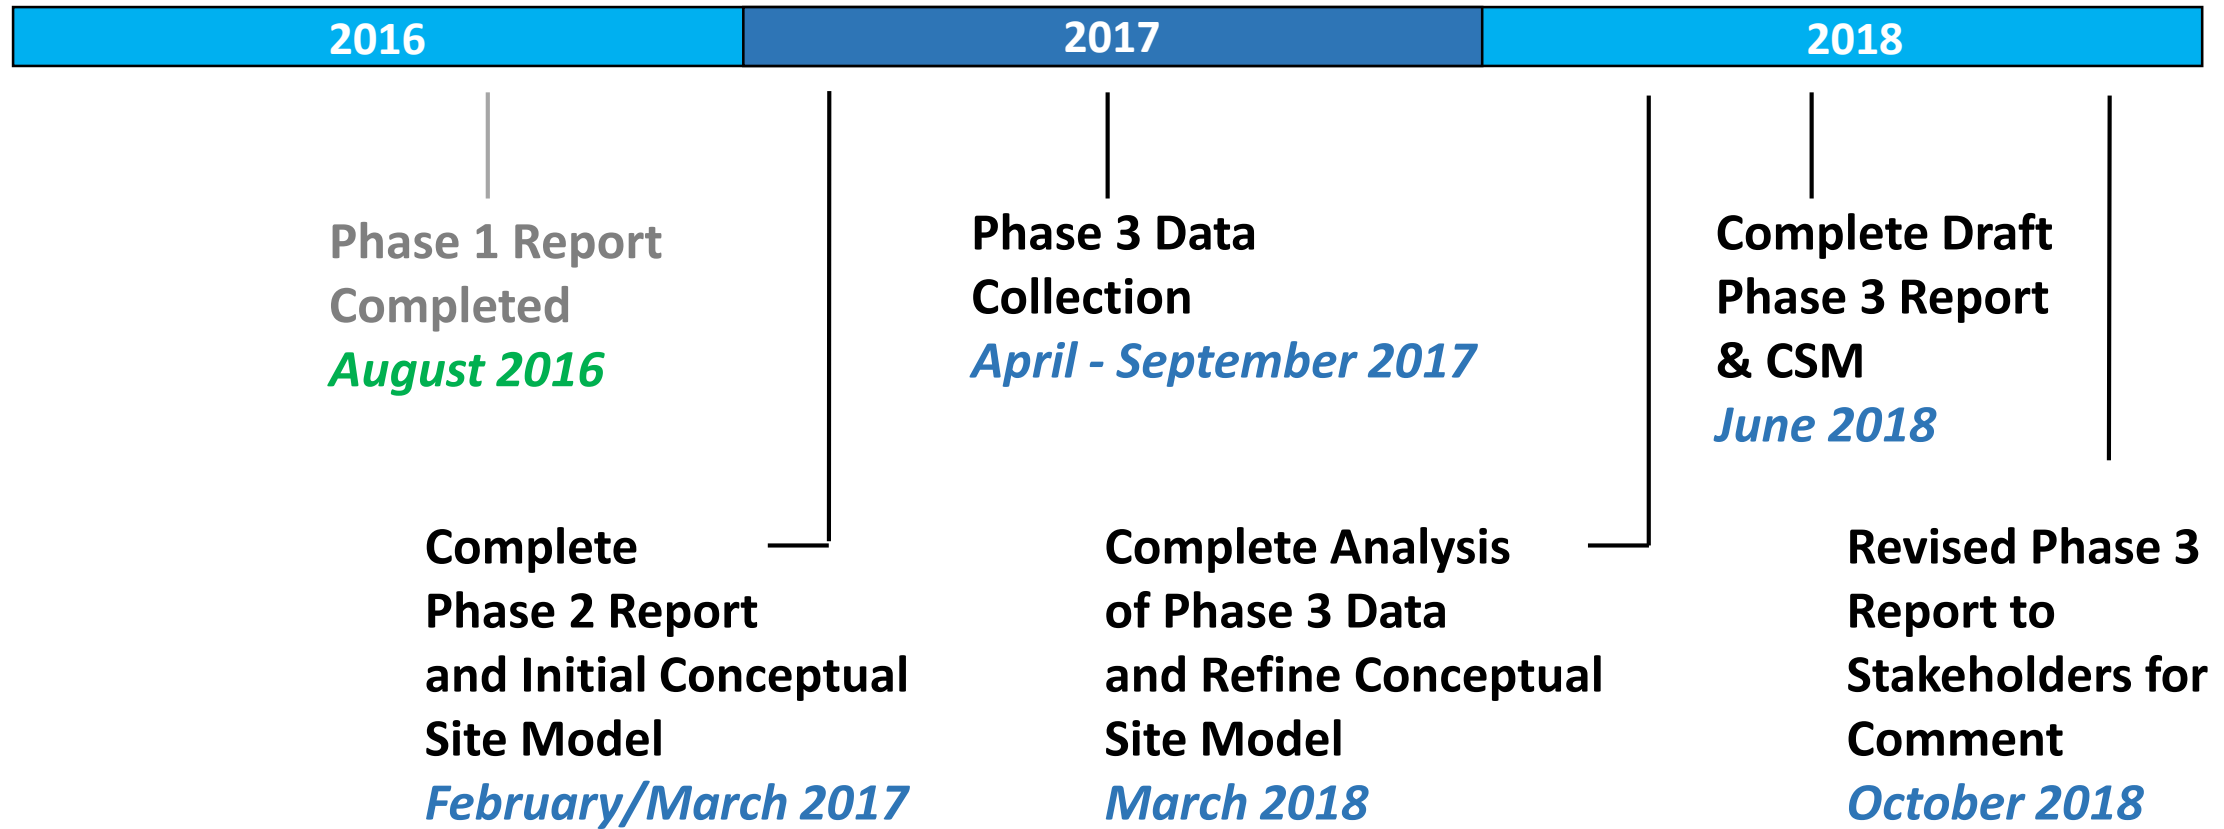 2016
2017
2018
Phase 1 Report
Completed
August 2016
Complete
Phase 2 Report
and Initial Conceptual
Site Model
February/March 2017
Phase 3 Data
Collection
April - September 2017
Complete Analysis
of Phase 3 Data
and Refine Conceptual
Site Model
March 2018
Complete Draft
Phase 3 Report
& CSM
June 2018
Revised Phase 3
Report to
Stakeholders for
Comment
October 2018